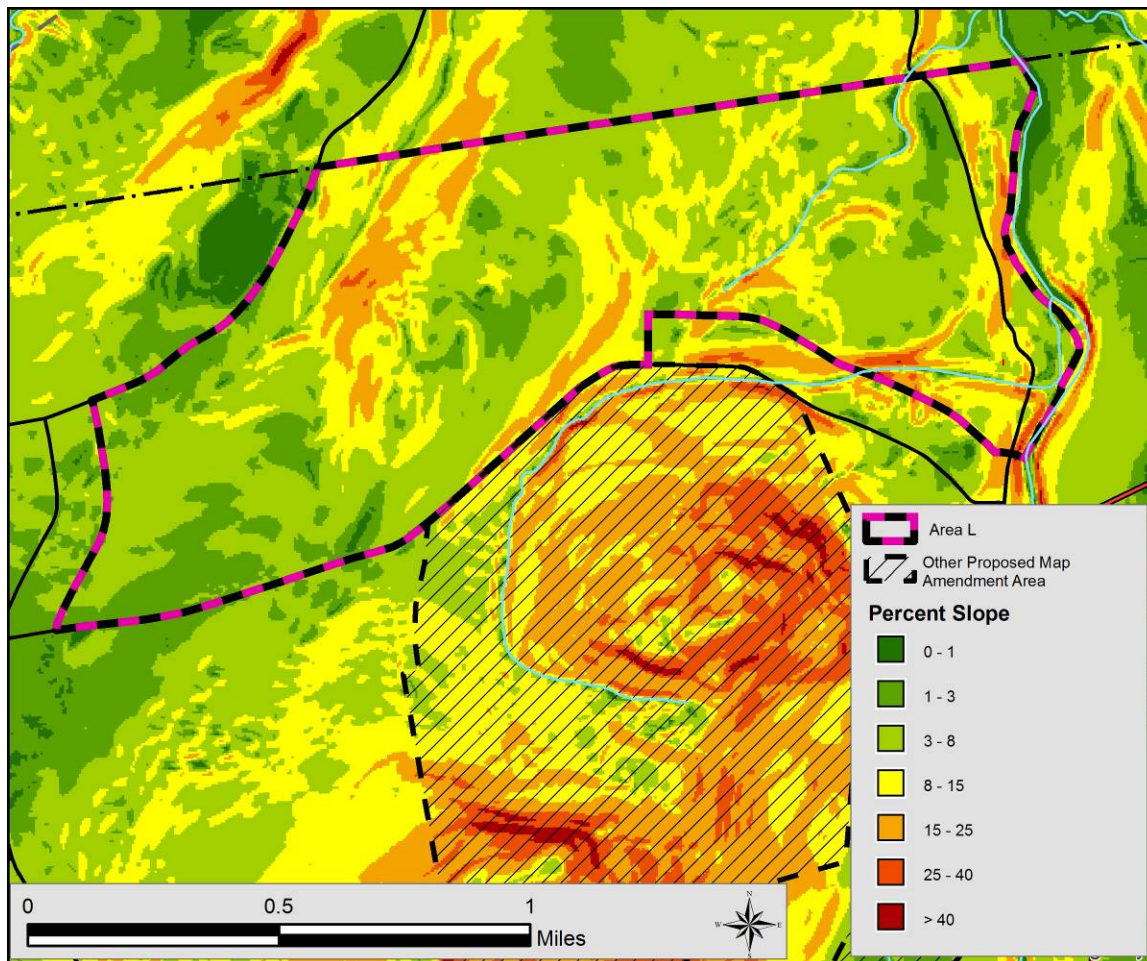 Area L
Other Proposed Map
Amendment Area
Percent Slope
0 - 1
1 - 3
3 - 8
8 - 15
15 - 25
25 - 40
> 40
0 0.5 1
Miles
N
W E
S